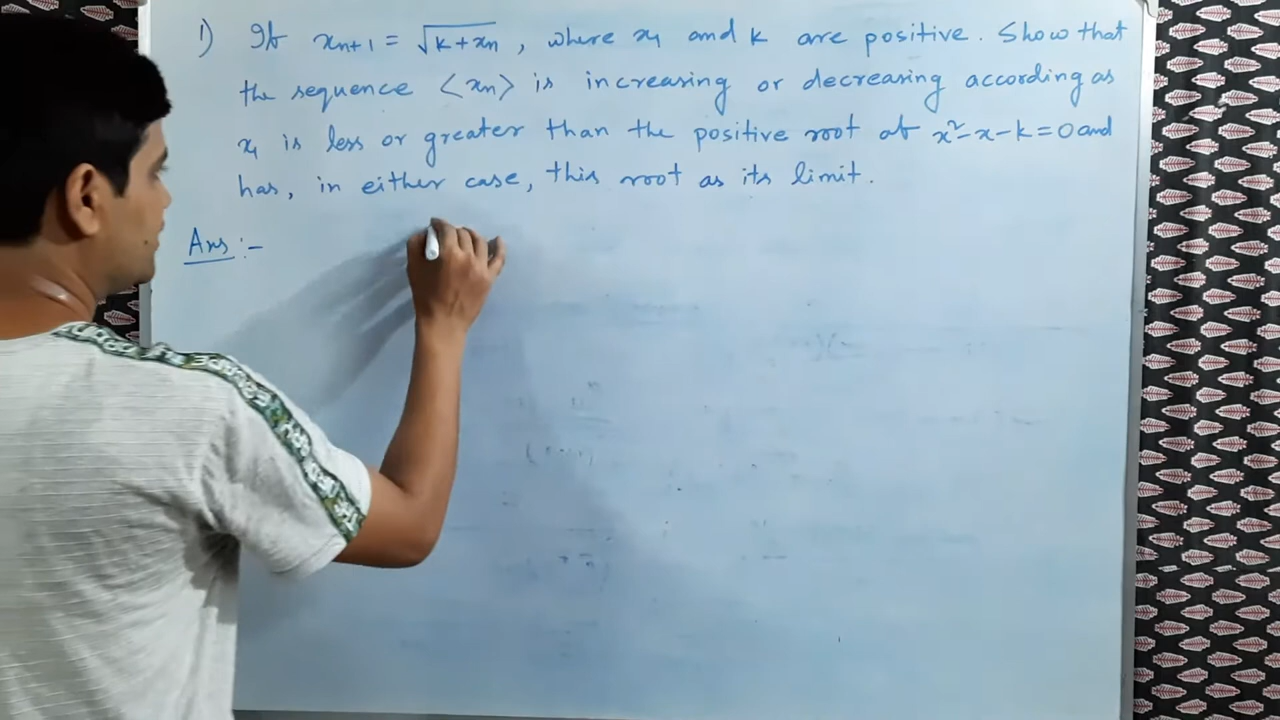 1) If xₙ₊₁ = √(k+xₙ), where x₁ and k are positive. Show that
the sequence ⟨xₙ⟩ is increasing or decreasing according as
x₁ is less or greater than the positive root of x²-x-k=0 and
has, in either case, this root as its limit.
Ans:-